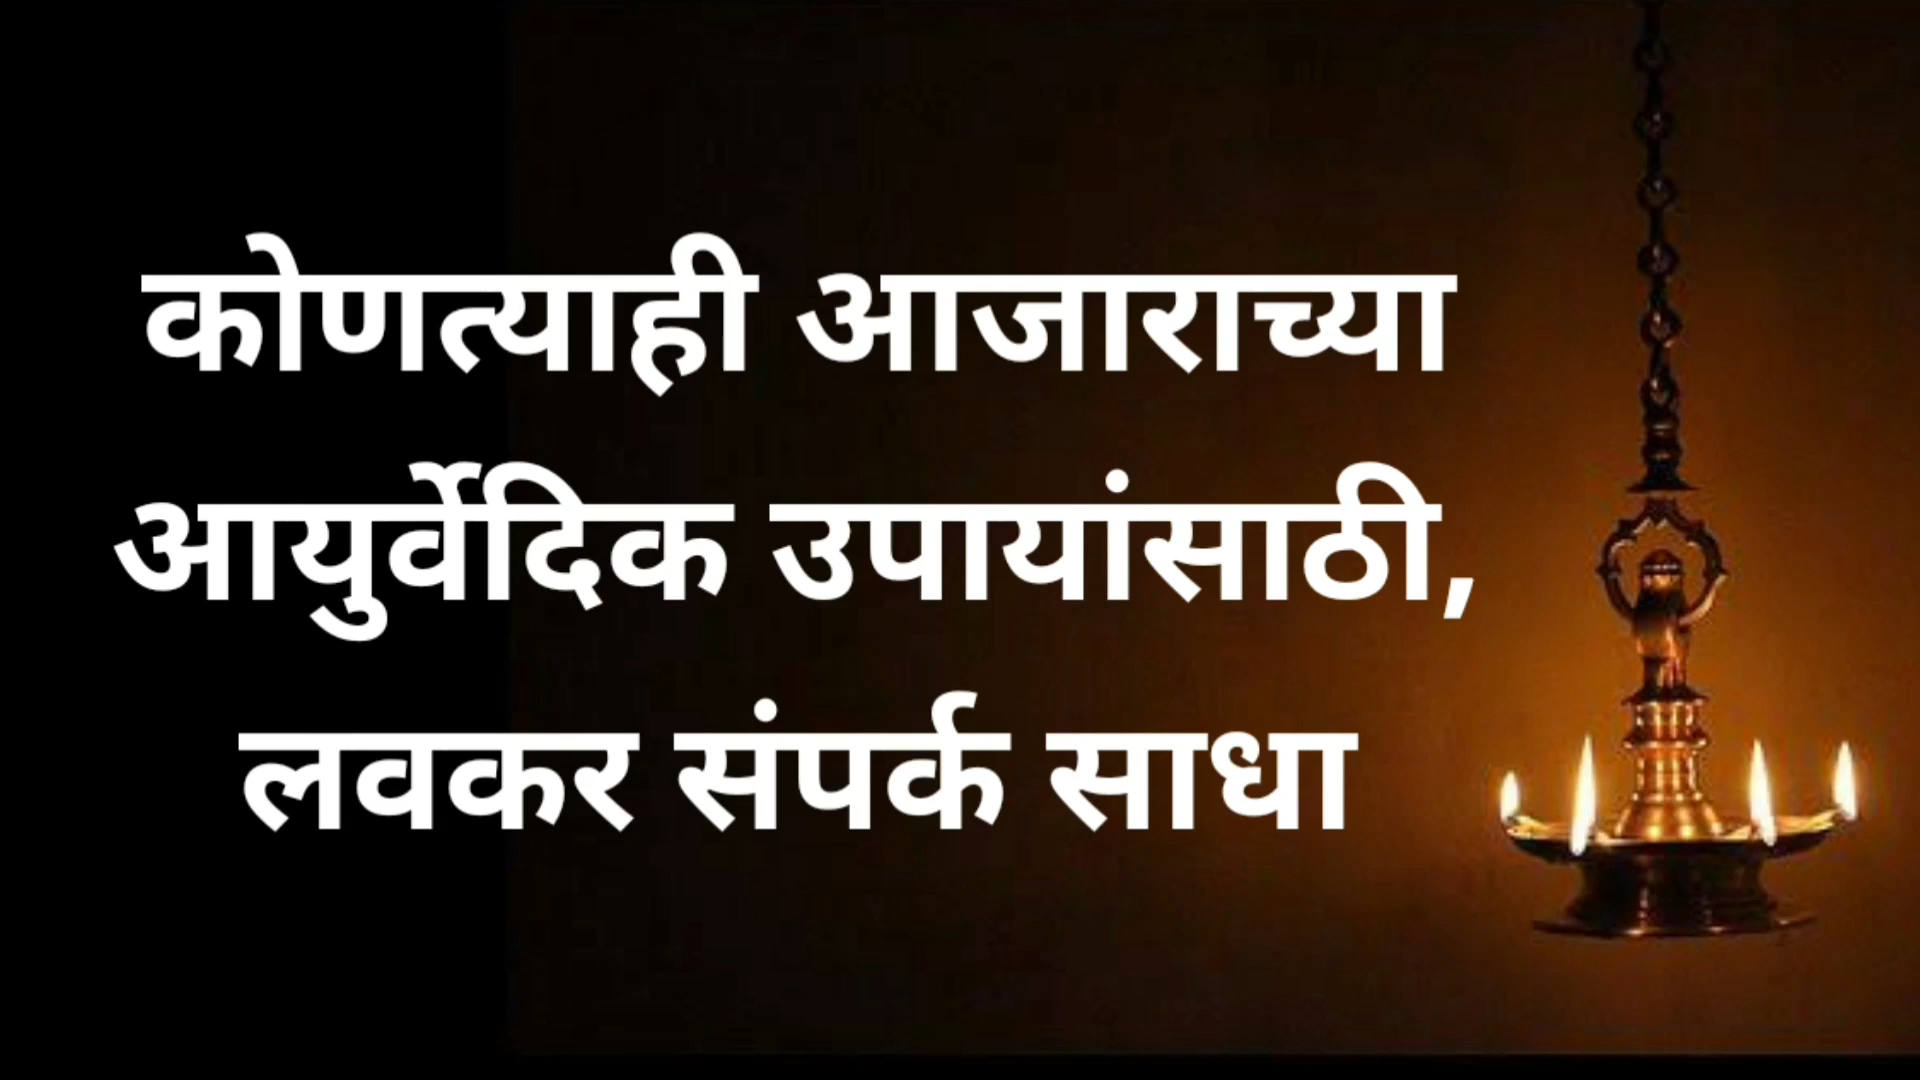 कोणत्याही आजाराच्या
आयुर्वेदिक उपायांसाठी,
लवकर संपर्क साधा